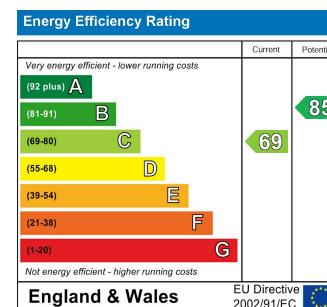 Energy Efficiency Rating
Current
Very energy efficient - lower running costs
(92 plus) A
(81-91) B
85
(69-80) C
69
(55-68) D
(39-54) E
(21-38) F
(1-20) G
Not energy efficient - higher running costs
England & Wales
EU Directive
2002/91/EC